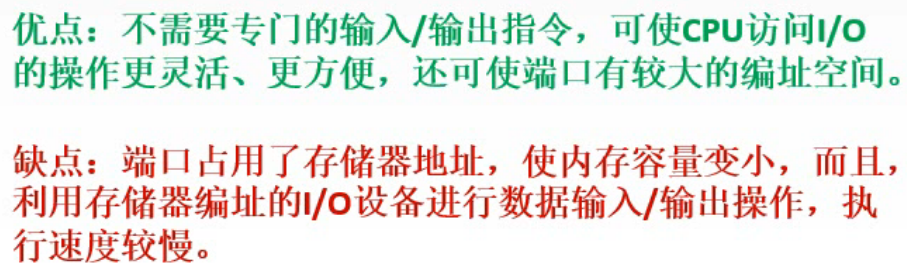 优点：不需要专门的输入/输出指令，可使CPU访问I/O
的操作更灵活、更方便，还可使端口有较大的编址空间。
缺点：端口占用了存储器地址，使内存容量变小，而且，
利用存储器编址的I/O设备进行数据输入/输出操作，执
行速度较慢。